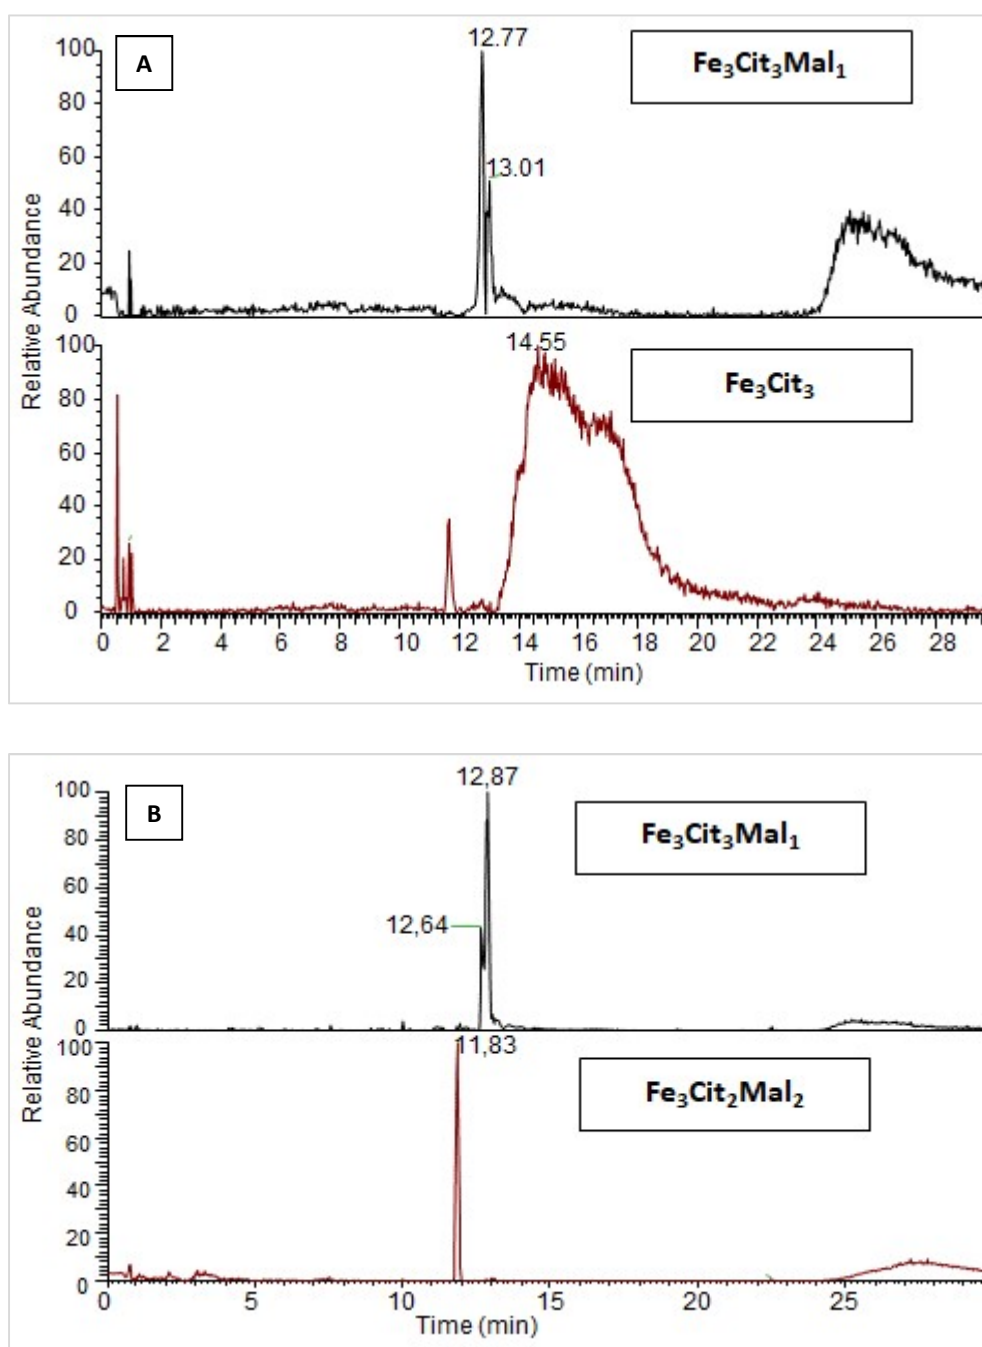 A
12.77
Fe₃Cit₃Mal₁
13.01
100
80
60
40
20
0
Relative Abundance
14.55
Fe₃Cit₃
100
80
60
40
20
0
0 2 4 6 8 10 12 14 16 18 20 22 24 26 28
Time (min)
B
12,87
Fe₃Cit₃Mal₁
12,64
100
80
60
40
20
0
Relative Abundance
11,83
Fe₃Cit₂Mal₂
100
80
60
40
20
0
0 5 10 15 20 25
Time (min)